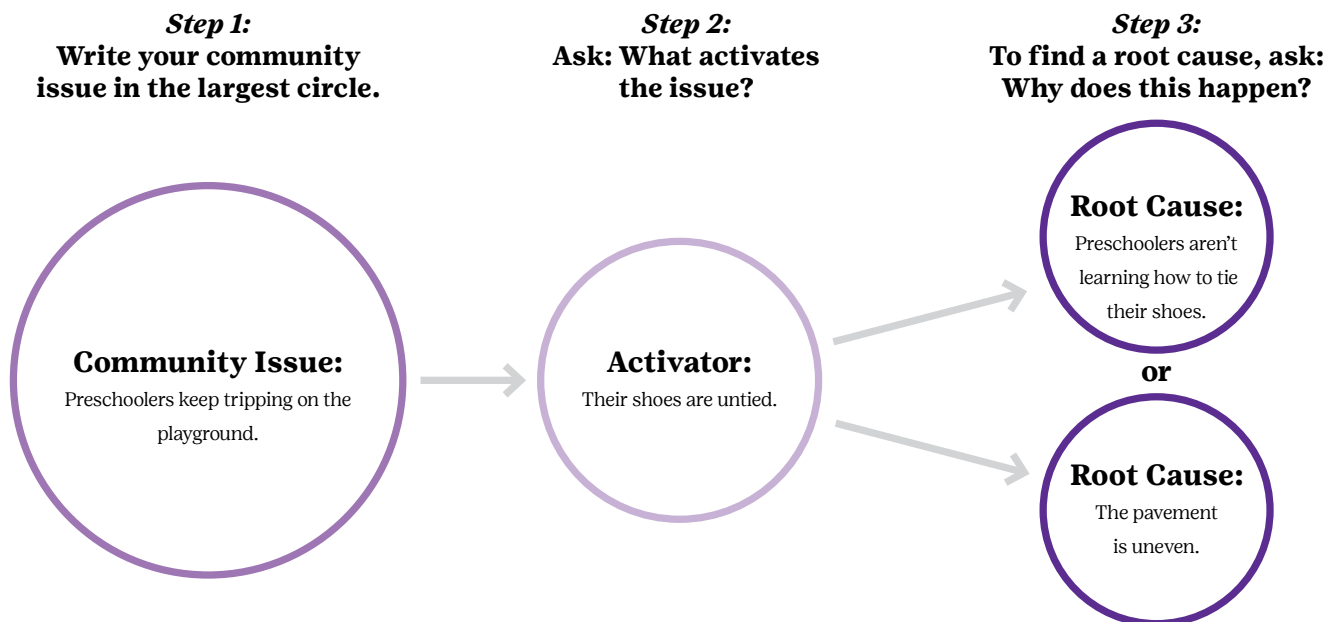 Step 1:
Write your community
issue in the largest circle.
Step 2:
Ask: What activates
the issue?
Step 3:
To find a root cause, ask:
Why does this happen?
Community Issue:
Preschoolers keep tripping on the
playground.
Activator:
Their shoes are untied.
Root Cause:
Preschoolers aren’t
learning how to tie
their shoes.
or
Root Cause:
The pavement
is uneven.